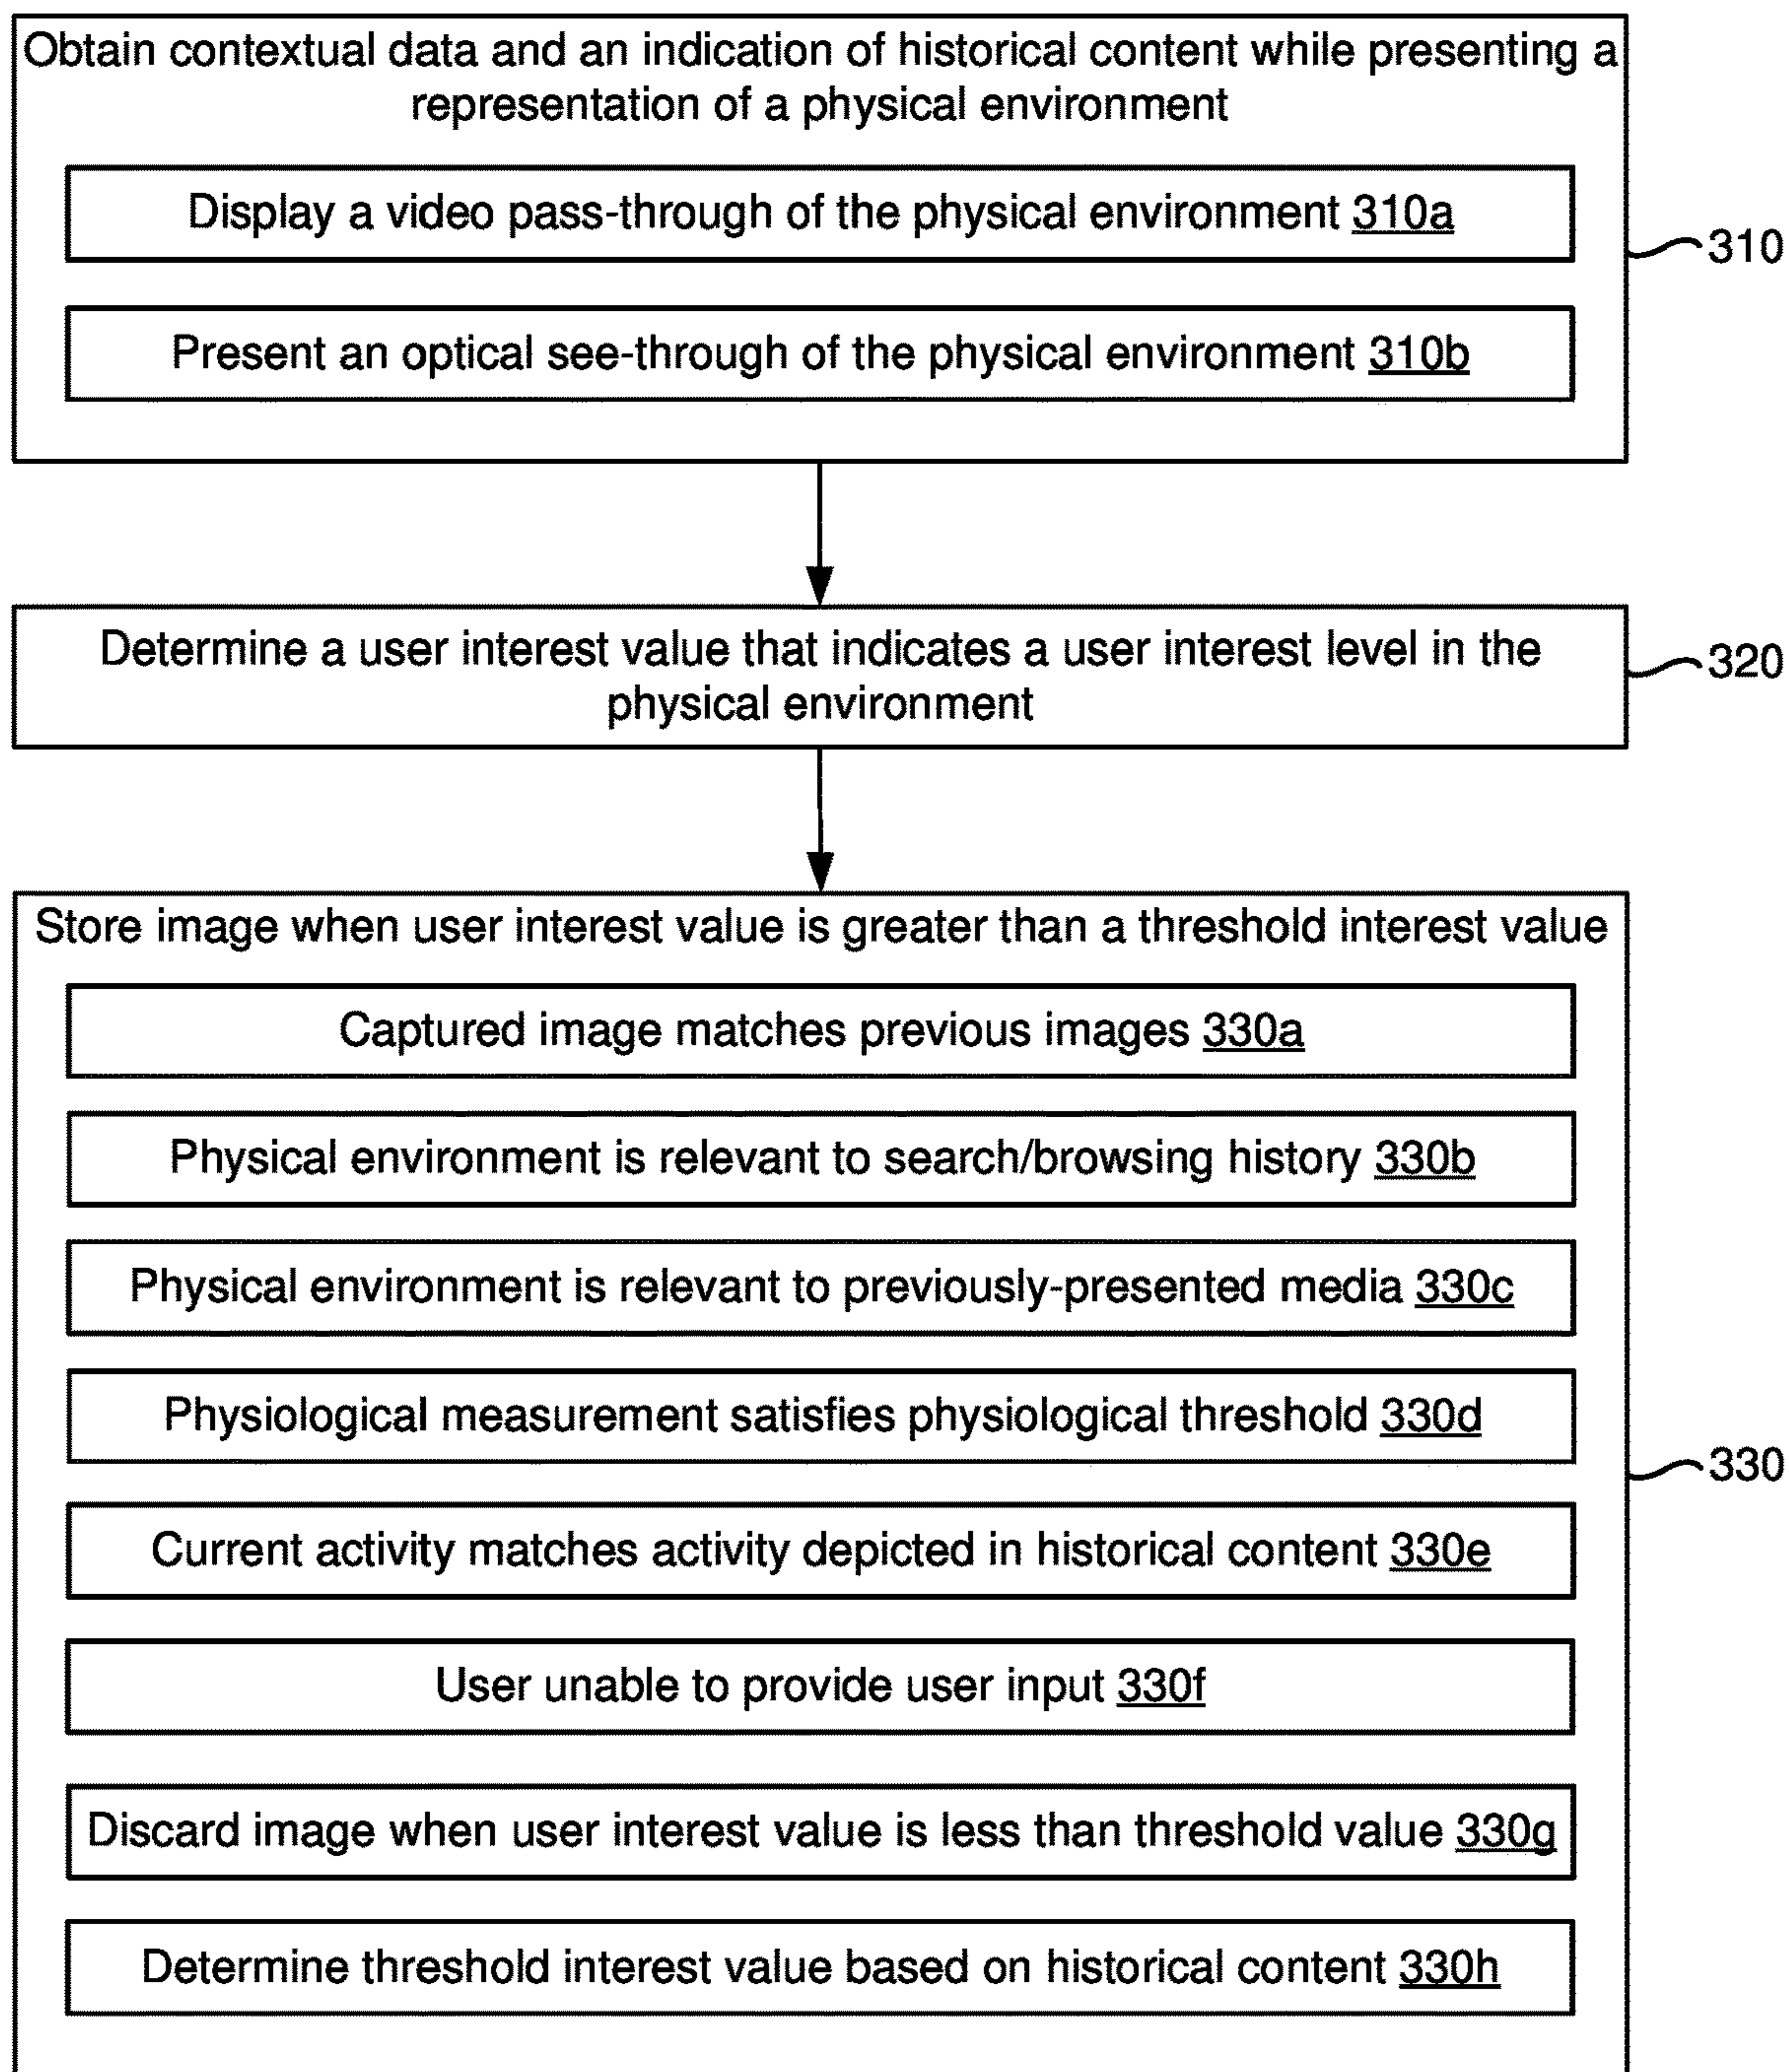 Obtain contextual data and an indication of historical content while presenting a
representation of a physical environment
Display a video pass-through of the physical environment 310a
310
Present an optical see-through of the physical environment 310b
Determine a user interest value that indicates a user interest level in the
physical environment
320
Store image when user interest value is greater than a threshold interest value
Captured image matches previous images 330a
Physical environment is relevant to search/browsing history 330b
Physical environment is relevant to previously-presented media 330c
Physiological measurement satisfies physiological threshold 330d
330
Current activity matches activity depicted in historical content 330e
User unable to provide user input 330f
Discard image when user interest value is less than threshold value 330g
Determine threshold interest value based on historical content 330h